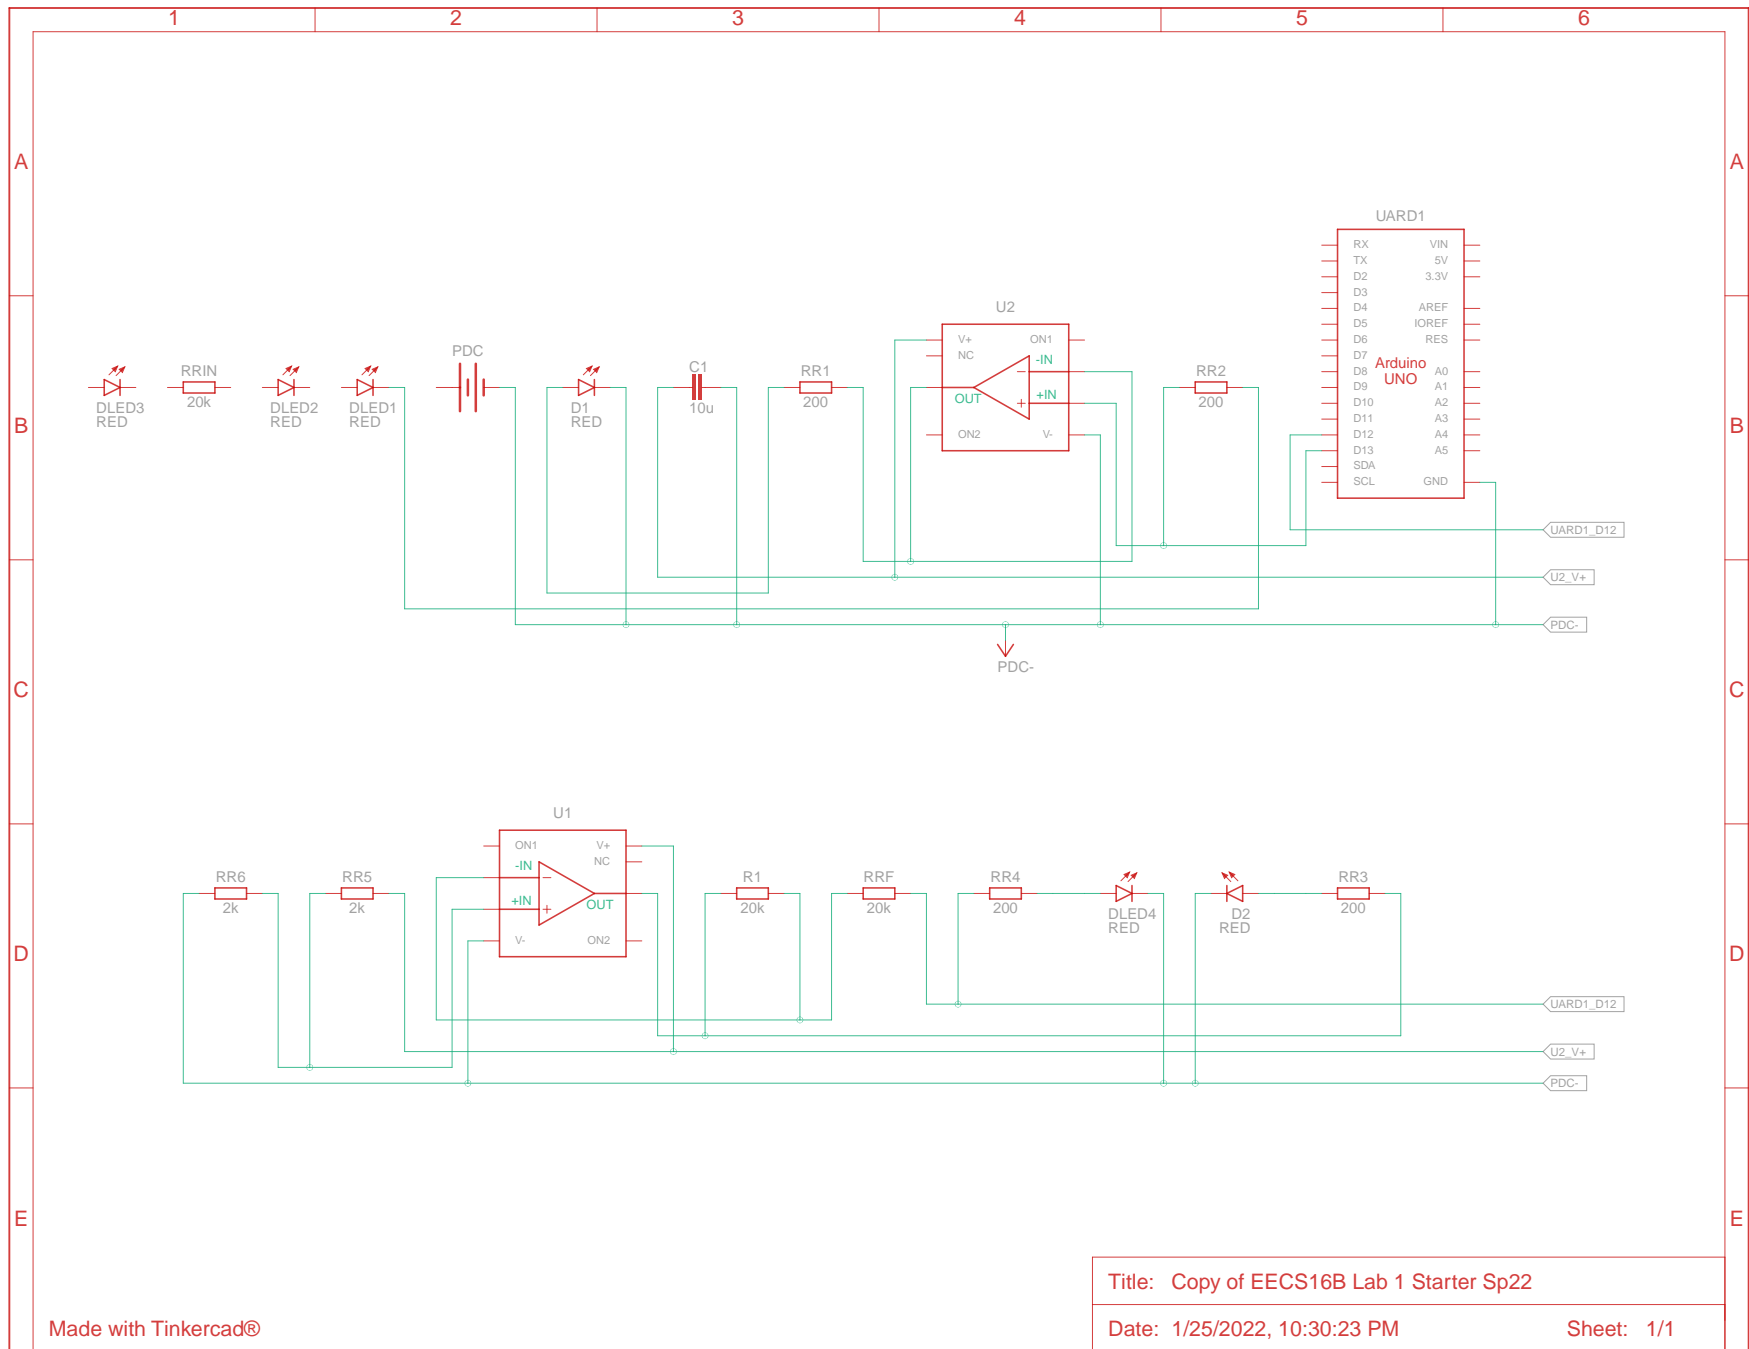 1 2 3 4 5 6
A A
UARD1
RX VIN
TX 5V
D2 3.3V
D3
D4 AREF
D5 IOREF
D6 RES
D7
Arduino
UNO
D8 A0
D9 A1
D10 A2
D11 A3
D12 A4
D13 A5
SDA
SCL GND
B B
DLED3
RED
RRIN
20k
DLED2
RED
DLED1
RED
PDC
D1
RED
C1
10u
RR1
200
U2
V+ ON1
NC -IN
OUT +IN
ON2 V-
RR2
200
UARD1_D12
U2_V+
PDC-
PDC-
C C
U1
ON1 V+
-IN NC
+IN OUT
V- ON2
RR6
2k
RR5
2k
R1
20k
RRF
20k
RR4
200
DLED4
RED
D2
RED
RR3
200
D D
UARD1_D12
U2_V+
PDC-
E E
Title: Copy of EECS16B Lab 1 Starter Sp22
Date: 1/25/2022, 10:30:23 PM Sheet: 1/1
Made with Tinkercad®